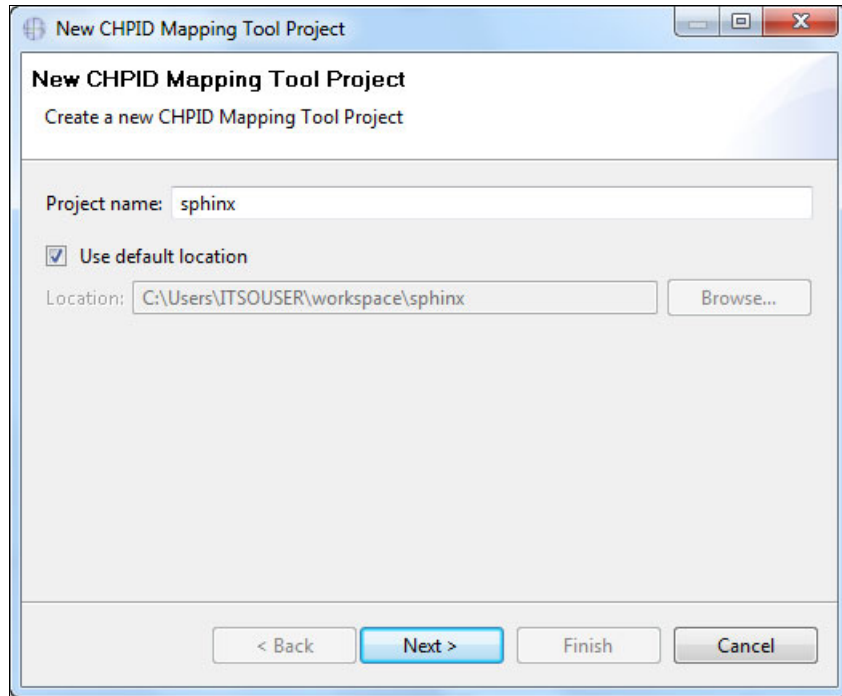 New CHPID Mapping Tool Project
New CHPID Mapping Tool Project
Create a new CHPID Mapping Tool Project
Project name: sphinx
Use default location
Location: C:\Users\ITSOUSER\workspace\sphinx Browse...
< Back Next > Finish Cancel